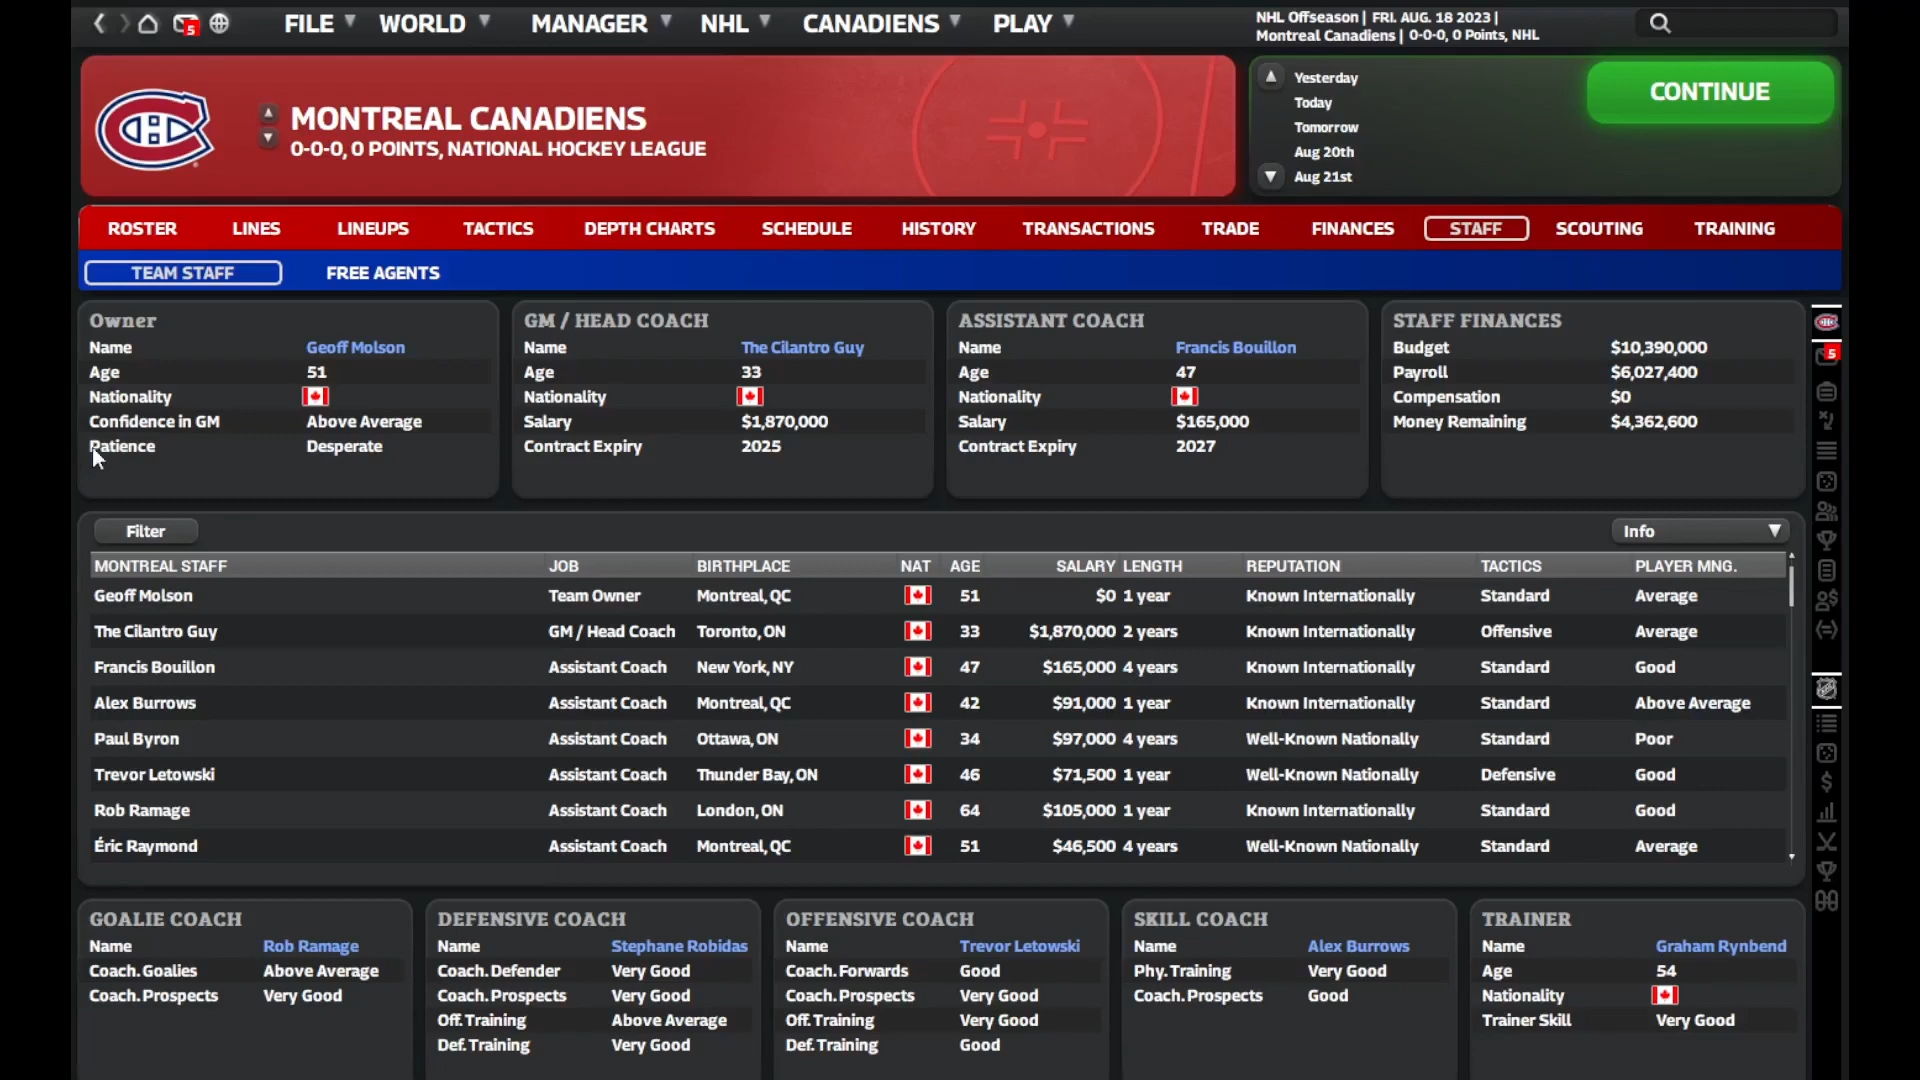 FILE WORLD MANAGER NHL CANADIENS PLAY
NHL Offseason | FRI. AUG. 18 2023 |
Montreal Canadiens | 0-0-0, 0 Points, NHL
5
MONTREAL CANADIENS
0-0-0, 0 POINTS, NATIONAL HOCKEY LEAGUE
Yesterday
Today
Tomorrow
Aug 20th
Aug 21st
CONTINUE
ROSTER LINES LINEUPS TACTICS DEPTH CHARTS SCHEDULE HISTORY TRANSACTIONS TRADE FINANCES STAFF SCOUTING TRAINING
TEAM STAFF FREE AGENTS
Owner
Name Geoff Molson
Age 51
Nationality
Confidence in GM Above Average
Patience Desperate
GM / HEAD COACH
Name The Cilantro Guy
Age 33
Nationality
Salary $1,870,000
Contract Expiry 2025
ASSISTANT COACH
Name Francis Bouillon
Age 47
Nationality
Salary $165,000
Contract Expiry 2027
STAFF FINANCES
Budget $10,390,000
Payroll $6,027,400
Compensation $0
Money Remaining $4,362,600
5
Filter Info
MONTREAL STAFF JOB BIRTHPLACE NAT AGE SALARY LENGTH REPUTATION TACTICS PLAYER MNG.
Geoff Molson Team Owner Montreal, QC 51 $0 1 year Known Internationally Standard Average
The Cilantro Guy GM / Head Coach Toronto, ON 33 $1,870,000 2 years Known Internationally Offensive Average
Francis Bouillon Assistant Coach New York, NY 47 $165,000 4 years Known Internationally Standard Good
Alex Burrows Assistant Coach Montreal, QC 42 $91,000 1 year Known Internationally Standard Above Average
Paul Byron Assistant Coach Ottawa, ON 34 $97,000 4 years Well-Known Nationally Standard Poor
Trevor Letowski Assistant Coach Thunder Bay, ON 46 $71,500 1 year Well-Known Nationally Defensive Good
Rob Ramage Assistant Coach London, ON 64 $105,000 1 year Known Internationally Standard Good
Éric Raymond Assistant Coach Montreal, QC 51 $46,500 4 years Well-Known Nationally Standard Average
GOALIE COACH
Name Rob Ramage
Coach. Goalies Above Average
Coach. Prospects Very Good
DEFENSIVE COACH
Name Stephane Robidas
Coach. Defender Very Good
Coach. Prospects Very Good
Off. Training Above Average
Def. Training Very Good
OFFENSIVE COACH
Name Trevor Letowski
Coach. Forwards Good
Coach. Prospects Very Good
Off. Training Very Good
Def. Training Good
SKILL COACH
Name Alex Burrows
Phy. Training Very Good
Coach. Prospects Good
TRAINER
Name Graham Rynbend
Age 54
Nationality
Trainer Skill Very Good